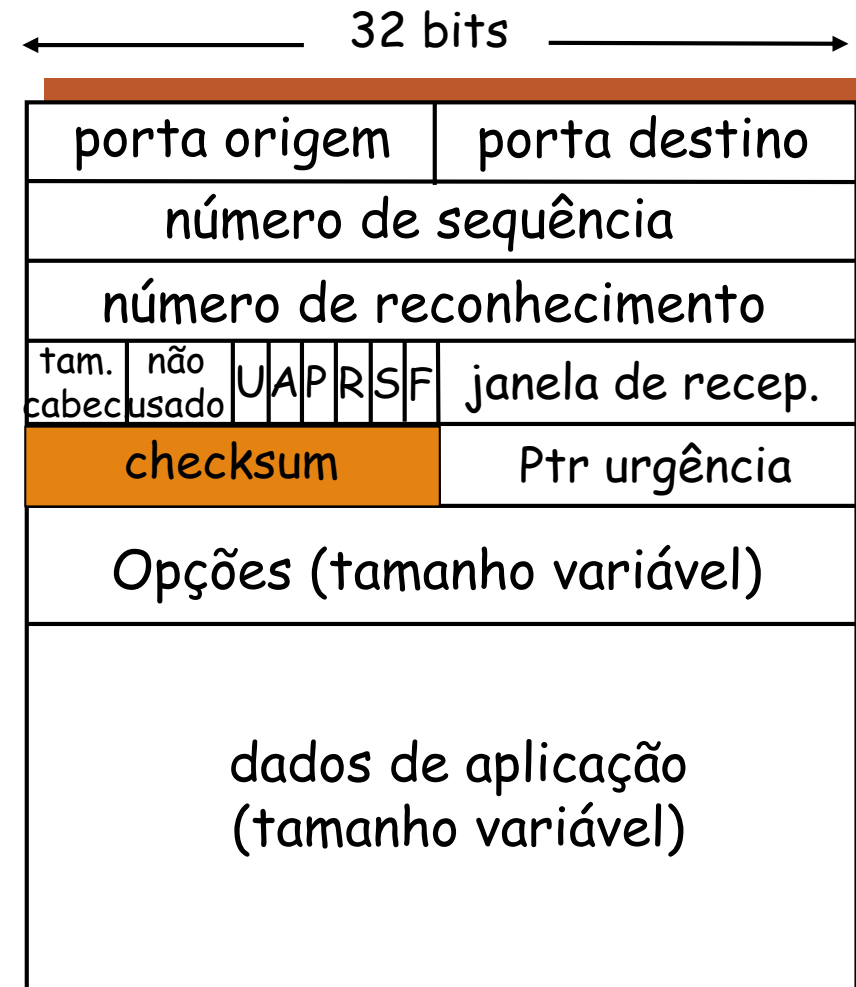 32 bits
porta origem
porta destino
número de sequência
número de reconhecimento
tam.
cabec
não
usado
U
A
P
R
S
F
janela de recep.
checksum
Ptr urgência
Opções (tamanho variável)
dados de aplicação
(tamanho variável)